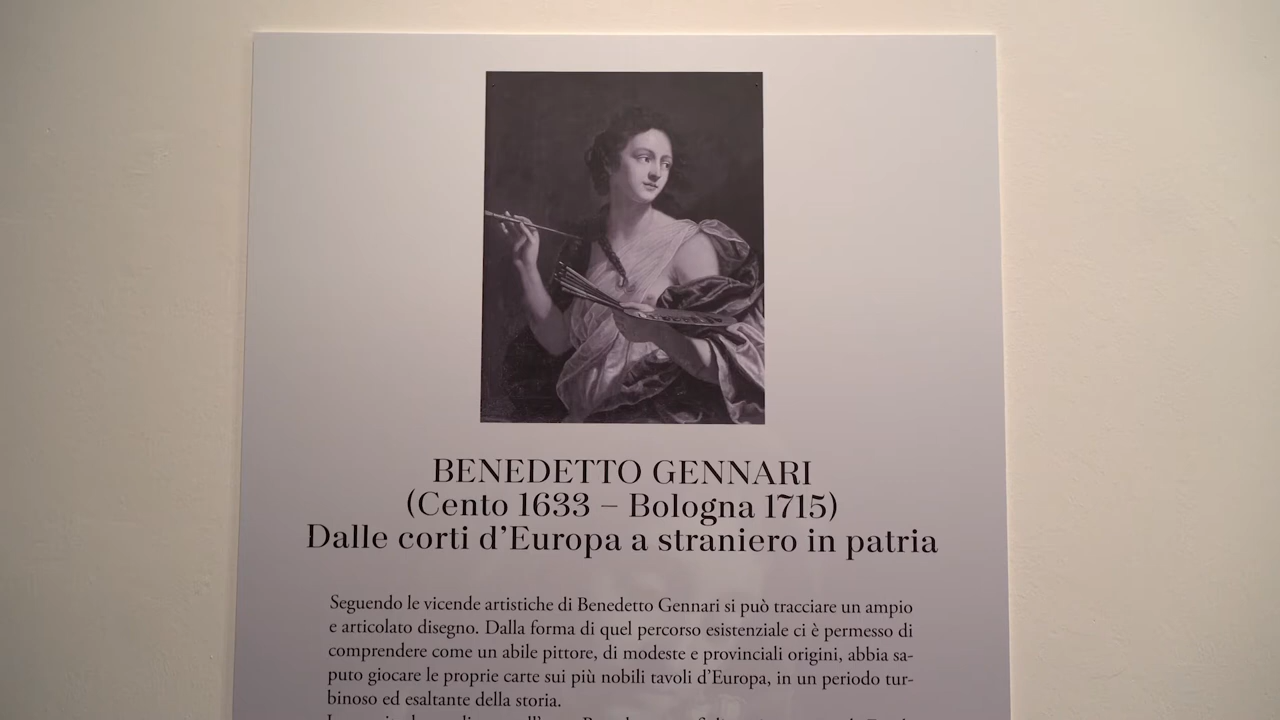 BENEDETTO GENNARI
(Cento 1633 – Bologna 1715)
Dalle corti d'Europa a straniero in patria
Seguendo le vicende artistiche di Benedetto Gennari si può tracciare un ampio
e articolato disegno. Dalla forma di quel percorso esistenziale ci è permesso di
comprendere come un abile pittore, di modeste e provinciali origini, abbia sa-
puto giocare le proprie carte sui più nobili tavoli d'Europa, in un periodo tur-
binoso ed esaltante della storia.